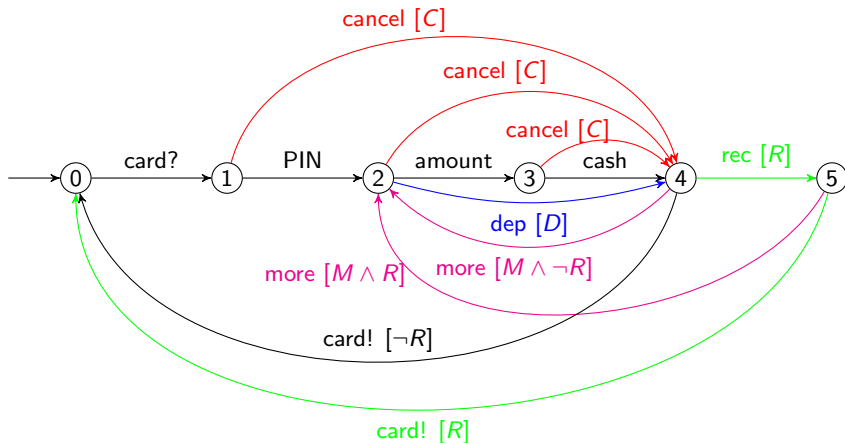 cancel [C]
cancel [C]
cancel [C]
card?
PIN
amount
cash
rec [R]
0
1
2
3
4
5
dep [D]
more [M ∧ R]
more [M ∧ ¬R]
card! [¬R]
card! [R]